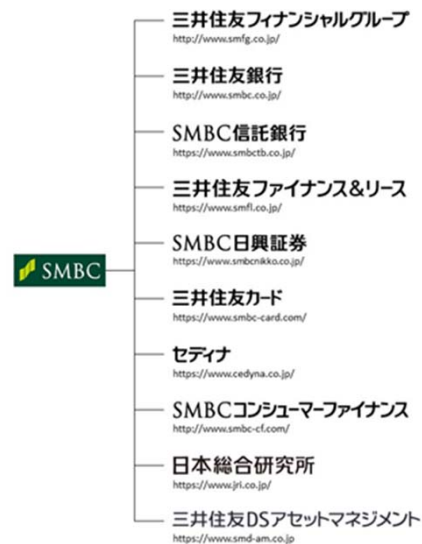 三井住友フィナンシャルグループ
http://www.smfg.co.jp/
三井住友銀行
http://www.smbc.co.jp/
SMBC信託銀行
https://www.smbctb.co.jp/
三井住友ファイナンス&リース
https://www.smfl.co.jp/
SMBC日興証券
https://www.smbcnikko.co.jp/
SMBC
三井住友カード
https://www.smbc-card.com/
セディナ
https://www.cedyna.co.jp/
SMBCコンシューマーファイナンス
http://www.smbc-cf.com/
日本総合研究所
https://www.jri.co.jp/
三井住友DSアセットマネジメント
https://www.smd-am.co.jp